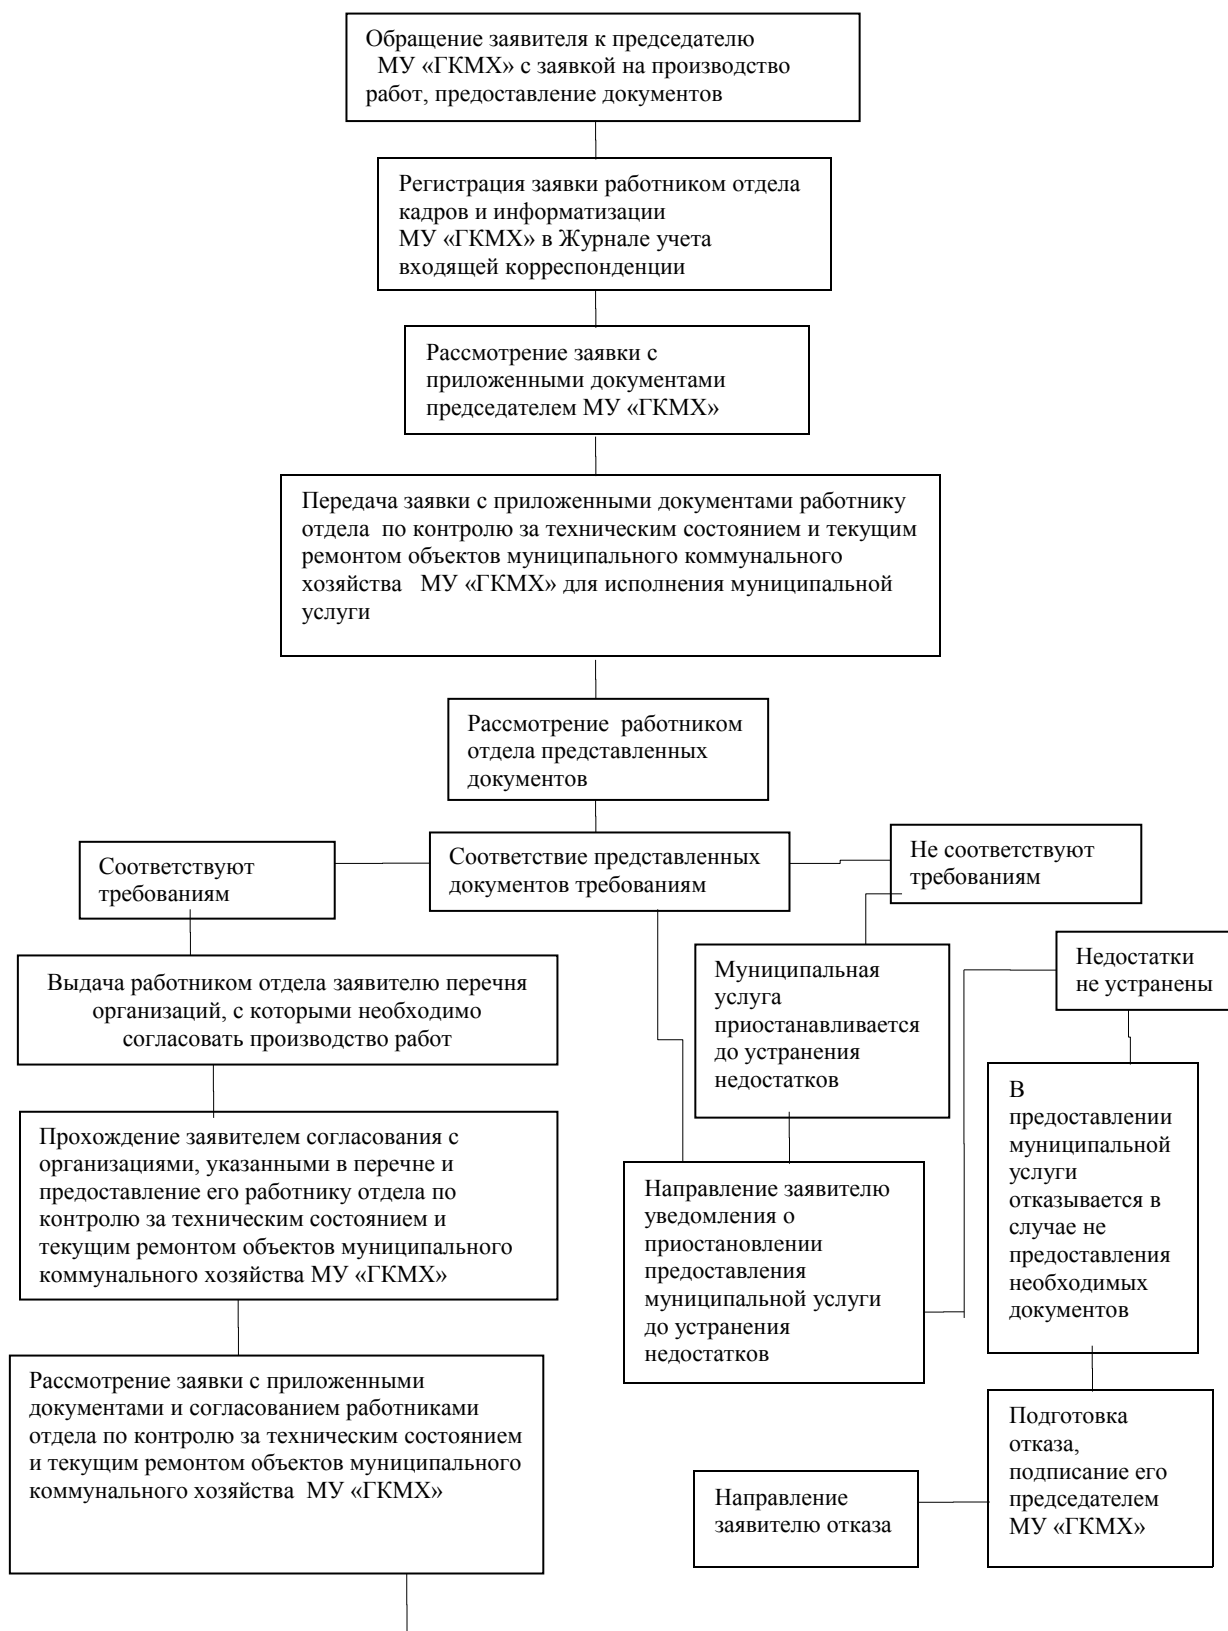 Обращение заявителя к председателю
МУ «ГКМХ» с заявкой на производство
работ, предоставление документов
Регистрация заявки работником отдела
кадров и информатизации
МУ «ГКМХ» в Журнале учета
входящей корреспонденции
Рассмотрение заявки с
приложенными документами
председателем МУ «ГКМХ»
Передача заявки с приложенными документами работнику
отдела по контролю за техническим состоянием и текущим
ремонтом объектов муниципального коммунального
хозяйства МУ «ГКМХ» для исполнения муниципальной
услуги
Рассмотрение работником
отдела представленных
документов
Соответствуют
требованиям
Соответствие представленных
документов требованиям
Не соответствуют
требованиям
Выдача работником отдела заявителю перечня
организаций, с которыми необходимо
согласовать производство работ
Муниципальная
услуга
приостанавливается
до устранения
недостатков
Недостатки
не устранены
Прохождение заявителем согласования с
организациями, указанными в перечне и
предоставление его работнику отдела по
контролю за техническим состоянием и
текущим ремонтом объектов муниципального
коммунального хозяйства МУ «ГКМХ»
Направление заявителю
уведомления о
приостановлении
предоставления
муниципальной услуги
до устранения
недостатков
В
предоставлении
муниципальной
услуги
отказывается в
случае не
предоставления
необходимых
документов
Рассмотрение заявки с приложенными
документами и согласованием работниками
отдела по контролю за техническим состоянием
и текущим ремонтом объектов муниципального
коммунального хозяйства МУ «ГКМХ»
Подготовка
отказа,
подписание его
председателем
МУ «ГКМХ»
Направление
заявителю отказа